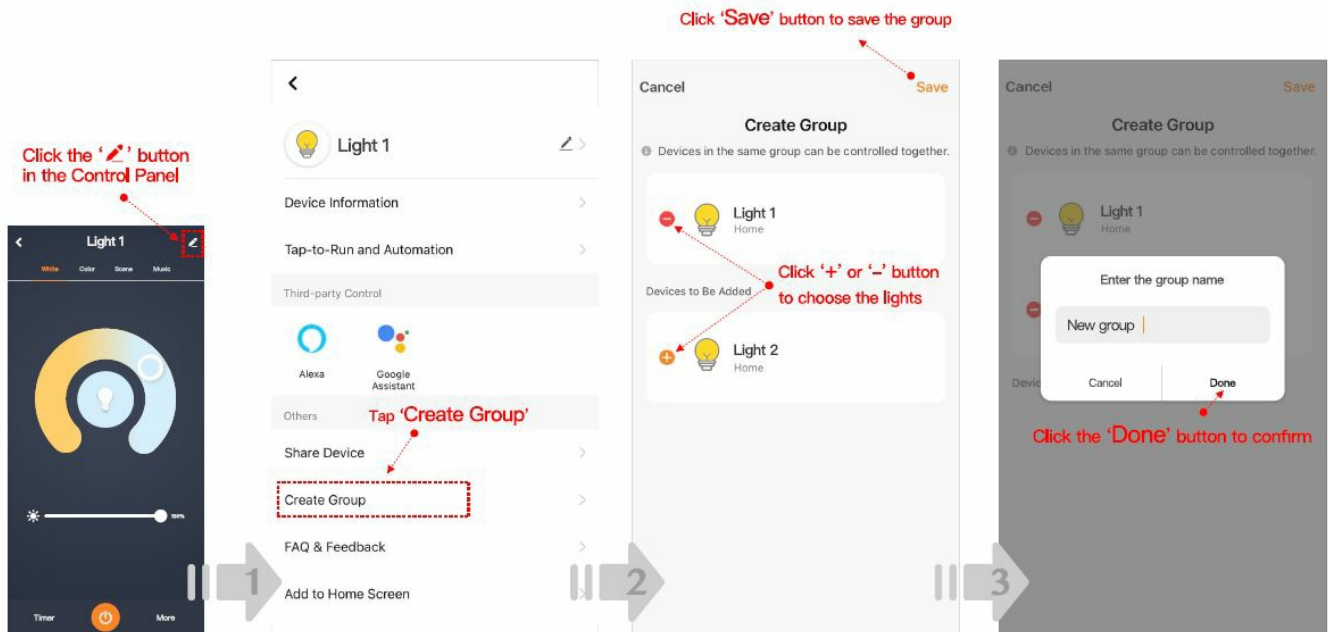 Click the ‘ ’ button
in the Control Panel
Light 1
White Color Scene Music
100%
Timer More
1
Light 1
Device Information
Tap-to-Run and Automation
Third-party Control
Alexa
Google
Assistant
Others
Tap ‘Create Group’
Share Device
Create Group
FAQ & Feedback
Add to Home Screen
2
Click ‘Save’ button to save the group
Cancel Save
Create Group
Devices in the same group can be controlled together.
Light 1
Home
Click ‘+’ or ‘–’ button
to choose the lights
Devices to Be Added
Light 2
Home
3
Cancel Save
Create Group
Devices in the same group can be controlled together.
Light 1
Home
Enter the group name
New group
Devic
Cancel Done
Click the ‘Done’ button to confirm